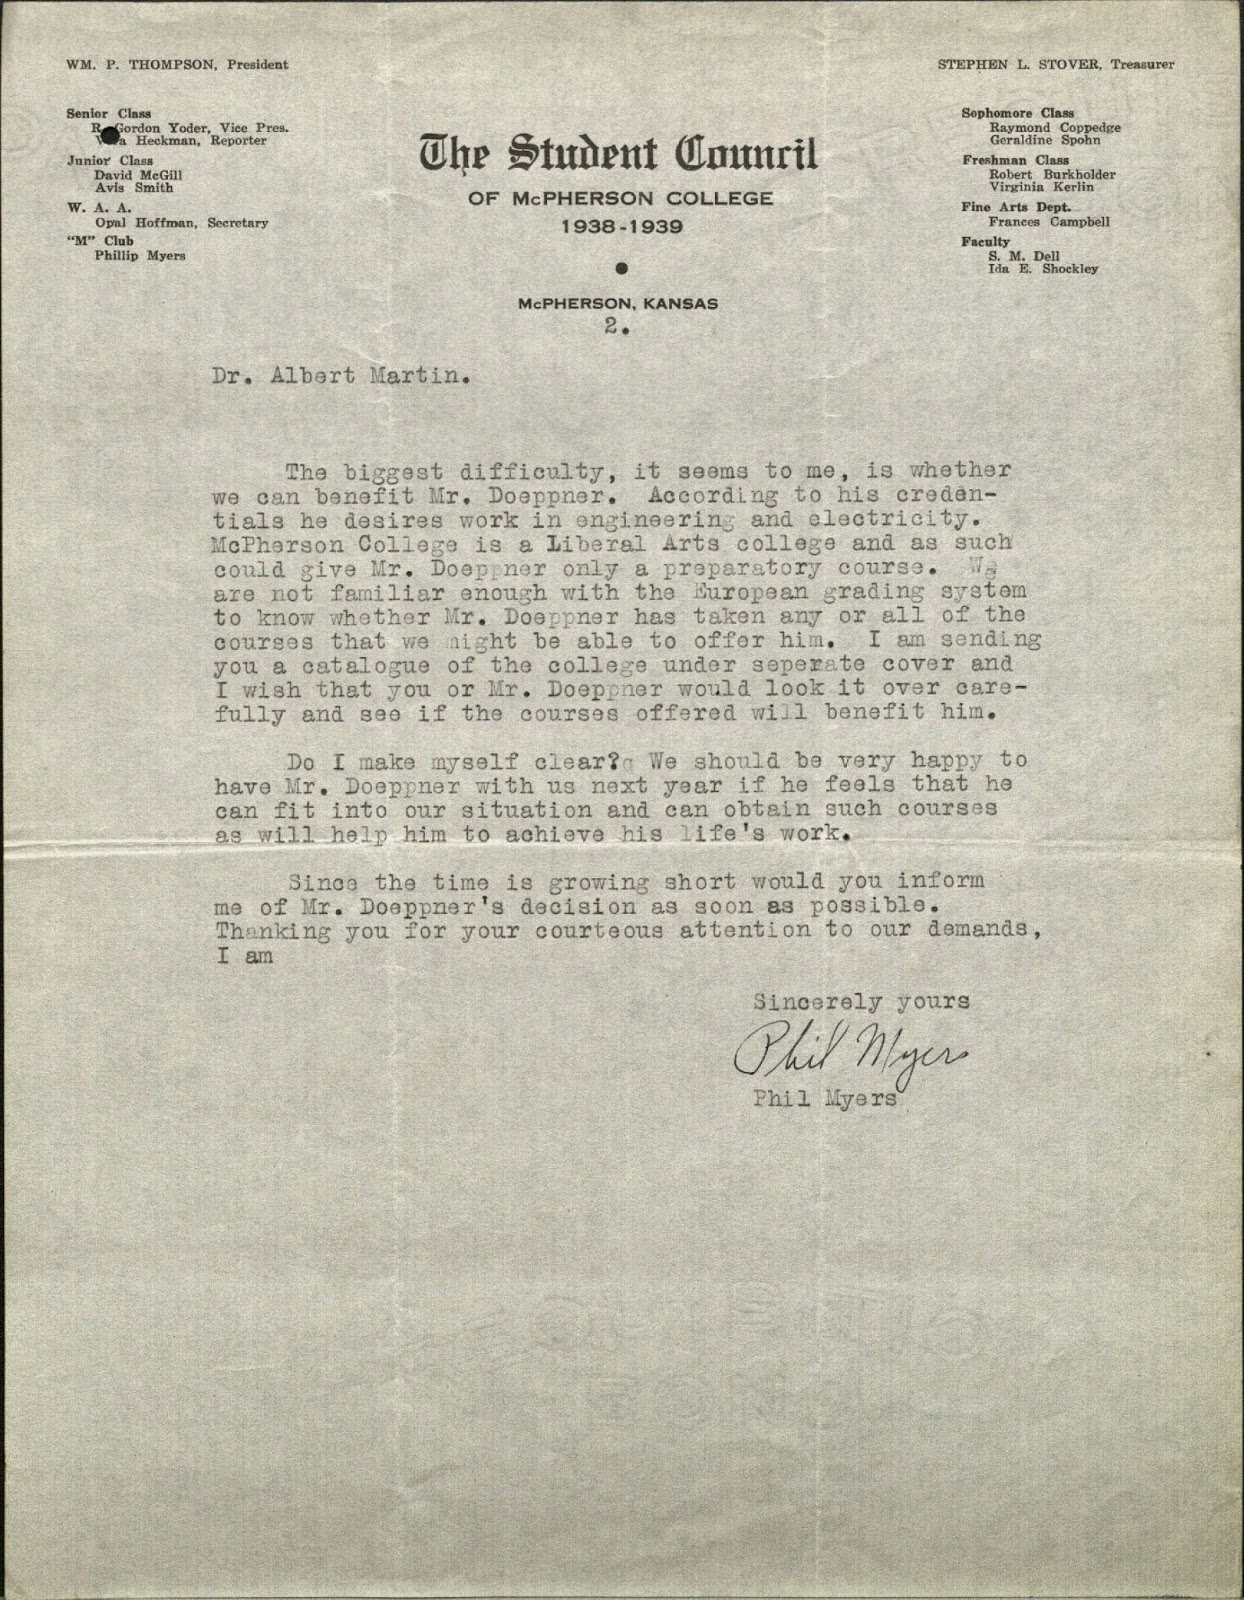 WM. P. THOMPSON, President
STEPHEN L. STOVER, Treasurer
Senior Class
R. Gordon Yoder, Vice Pres.
Heckman, Reporter
Junior Class
David McGill
Avis Smith
W. A. A.
Opal Hoffman, Secretary
"M" Club
Phillip Myers
The Student Council
OF McPHERSON COLLEGE
1938-1939
McPHERSON, KANSAS
Sophomore Class
Raymond Coppedge
Geraldine Spohn
Freshman Class
Robert Burkholder
Virginia Kerlin
Fine Arts Dept.
Frances Campbell
Faculty
S. M. Dell
Ida E. Shockley
2.
Dr. Albert Martin.
The biggest difficulty, it seems to me, is whether
we can benefit Mr. Doeppner. According to his creden-
tials he desires work in engineering and electricity.
McPherson College is a Liberal Arts college and as such
could give Mr. Doeppner only a preparatory course. We
are not familiar enough with the European grading system
to know whether Mr. Doeppner has taken any or all of the
courses that we might be able to offer him. I am sending
you a catalogue of the college under seperate cover and
I wish that you or Mr. Doeppner would look it over care-
fully and see if the courses offered will benefit him.
Do I make myself clear? We should be very happy to
have Mr. Doeppner with us next year if he feels that he
can fit into our situation and can obtain such courses
as will help him to achieve his life's work.
Since the time is growing short would you inform
me of Mr. Doeppner's decision as soon as possible.
Thanking you for your courteous attention to our demands,
I am
Sincerely yours
Phil Myers
Phil Myers